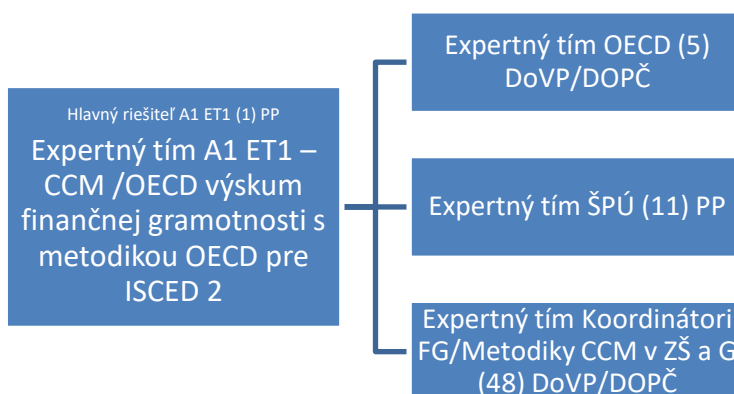 Hlavný riešiteľ A1 ET1 (1) PP
Expertný tím A1 ET1 –
CCM /OECD výskum
finančnej gramotnosti s
metodikou OECD pre
ISCED 2
Expertný tím OECD (5)
DoVP/DOPČ
Expertný tím ŠPÚ (11) PP
Expertný tím Koordinátori
FG/Metodiky CCM v ZŠ a G
(48) DoVP/DOPČ